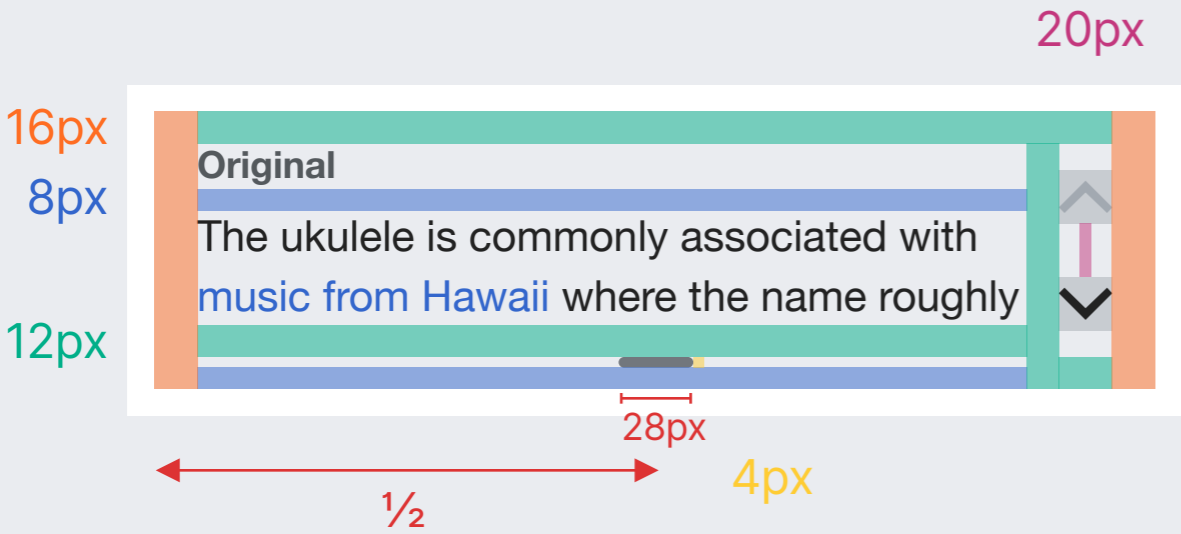 20px
16px
Original
8px
The ukulele is commonly associated with
music from Hawaii where the name roughly
12px
28px
4px
½